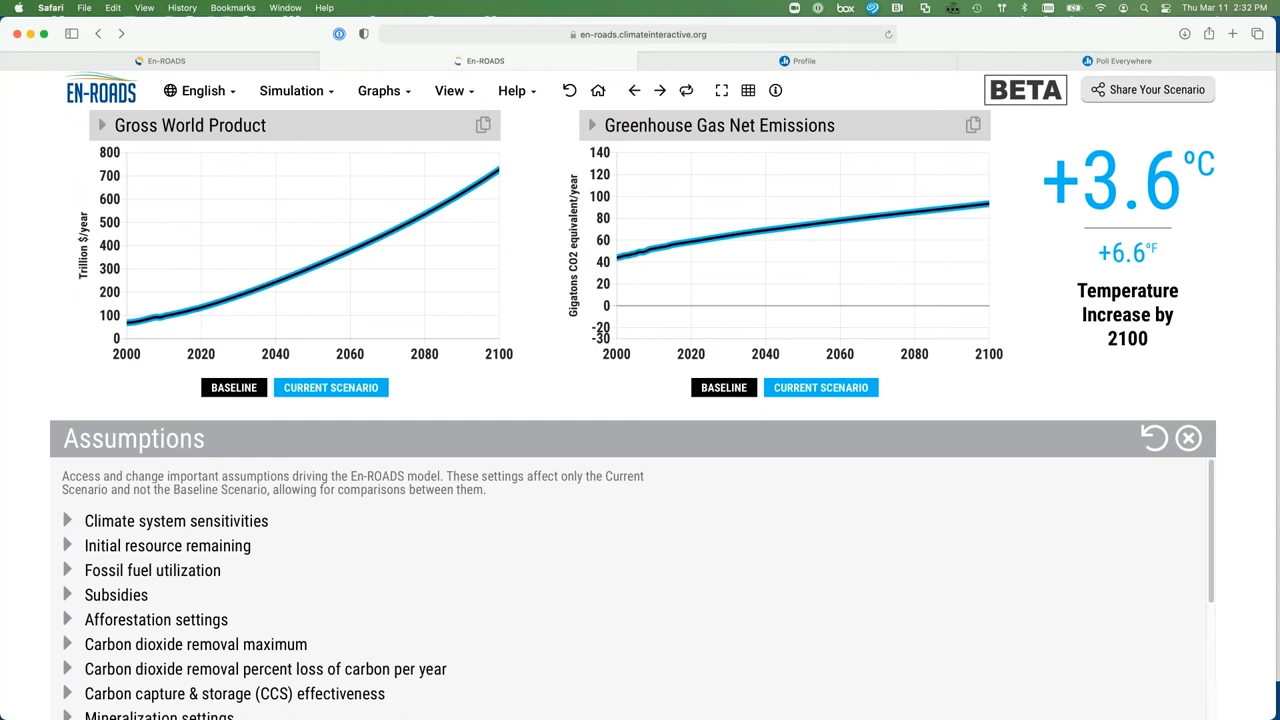 Safari File Edit View History Bookmarks Window Help
box
Thu Mar 11 2:32 PM
en-roads.climateinteractive.org
En-ROADS
En-ROADS
Profile
Poll Everywhere
EN-ROADS
English
Simulation
Graphs
View
Help
BETA
Share Your Scenario
Gross World Product
Trillion $/year
800
700
600
500
400
300
200
100
0
2000 2020 2040 2060 2080 2100
BASELINE CURRENT SCENARIO
Greenhouse Gas Net Emissions
Gigatons CO2 equivalent/year
140
120
100
80
60
40
20
0
-20
-30
2000 2020 2040 2060 2080 2100
BASELINE CURRENT SCENARIO
+3.6 ºC
+6.6ºF
Temperature
Increase by
2100
Assumptions
Access and change important assumptions driving the En-ROADS model. These settings affect only the Current
Scenario and not the Baseline Scenario, allowing for comparisons between them.
Climate system sensitivities
Initial resource remaining
Fossil fuel utilization
Subsidies
Afforestation settings
Carbon dioxide removal maximum
Carbon dioxide removal percent loss of carbon per year
Carbon capture & storage (CCS) effectiveness
Mineralization settings